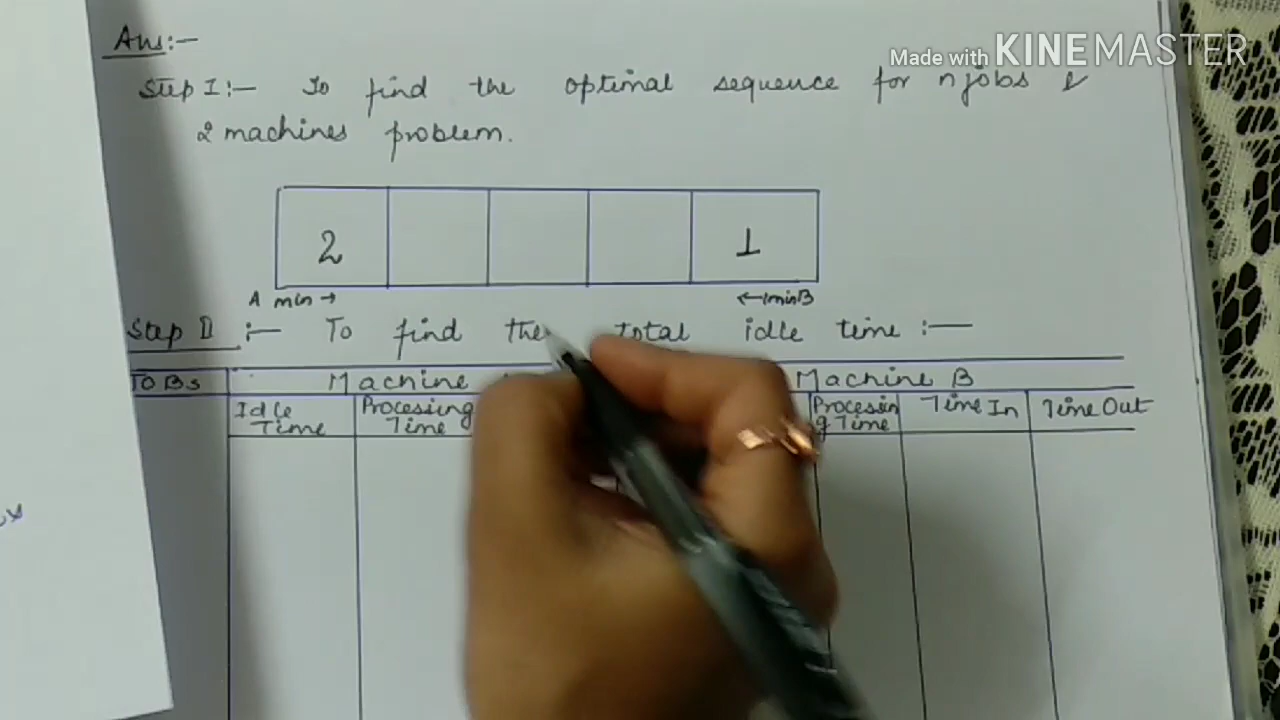 Made with KINEMASTER
Ans:-
Step I:- To find the optimal sequence for n jobs &
2 machines problem.
2 1
A min → ← min B
Step II :- To find the total idle time :-
JOBs Machine Machine B
Idle Time Procesing Time Procesing Time Time In Time Out